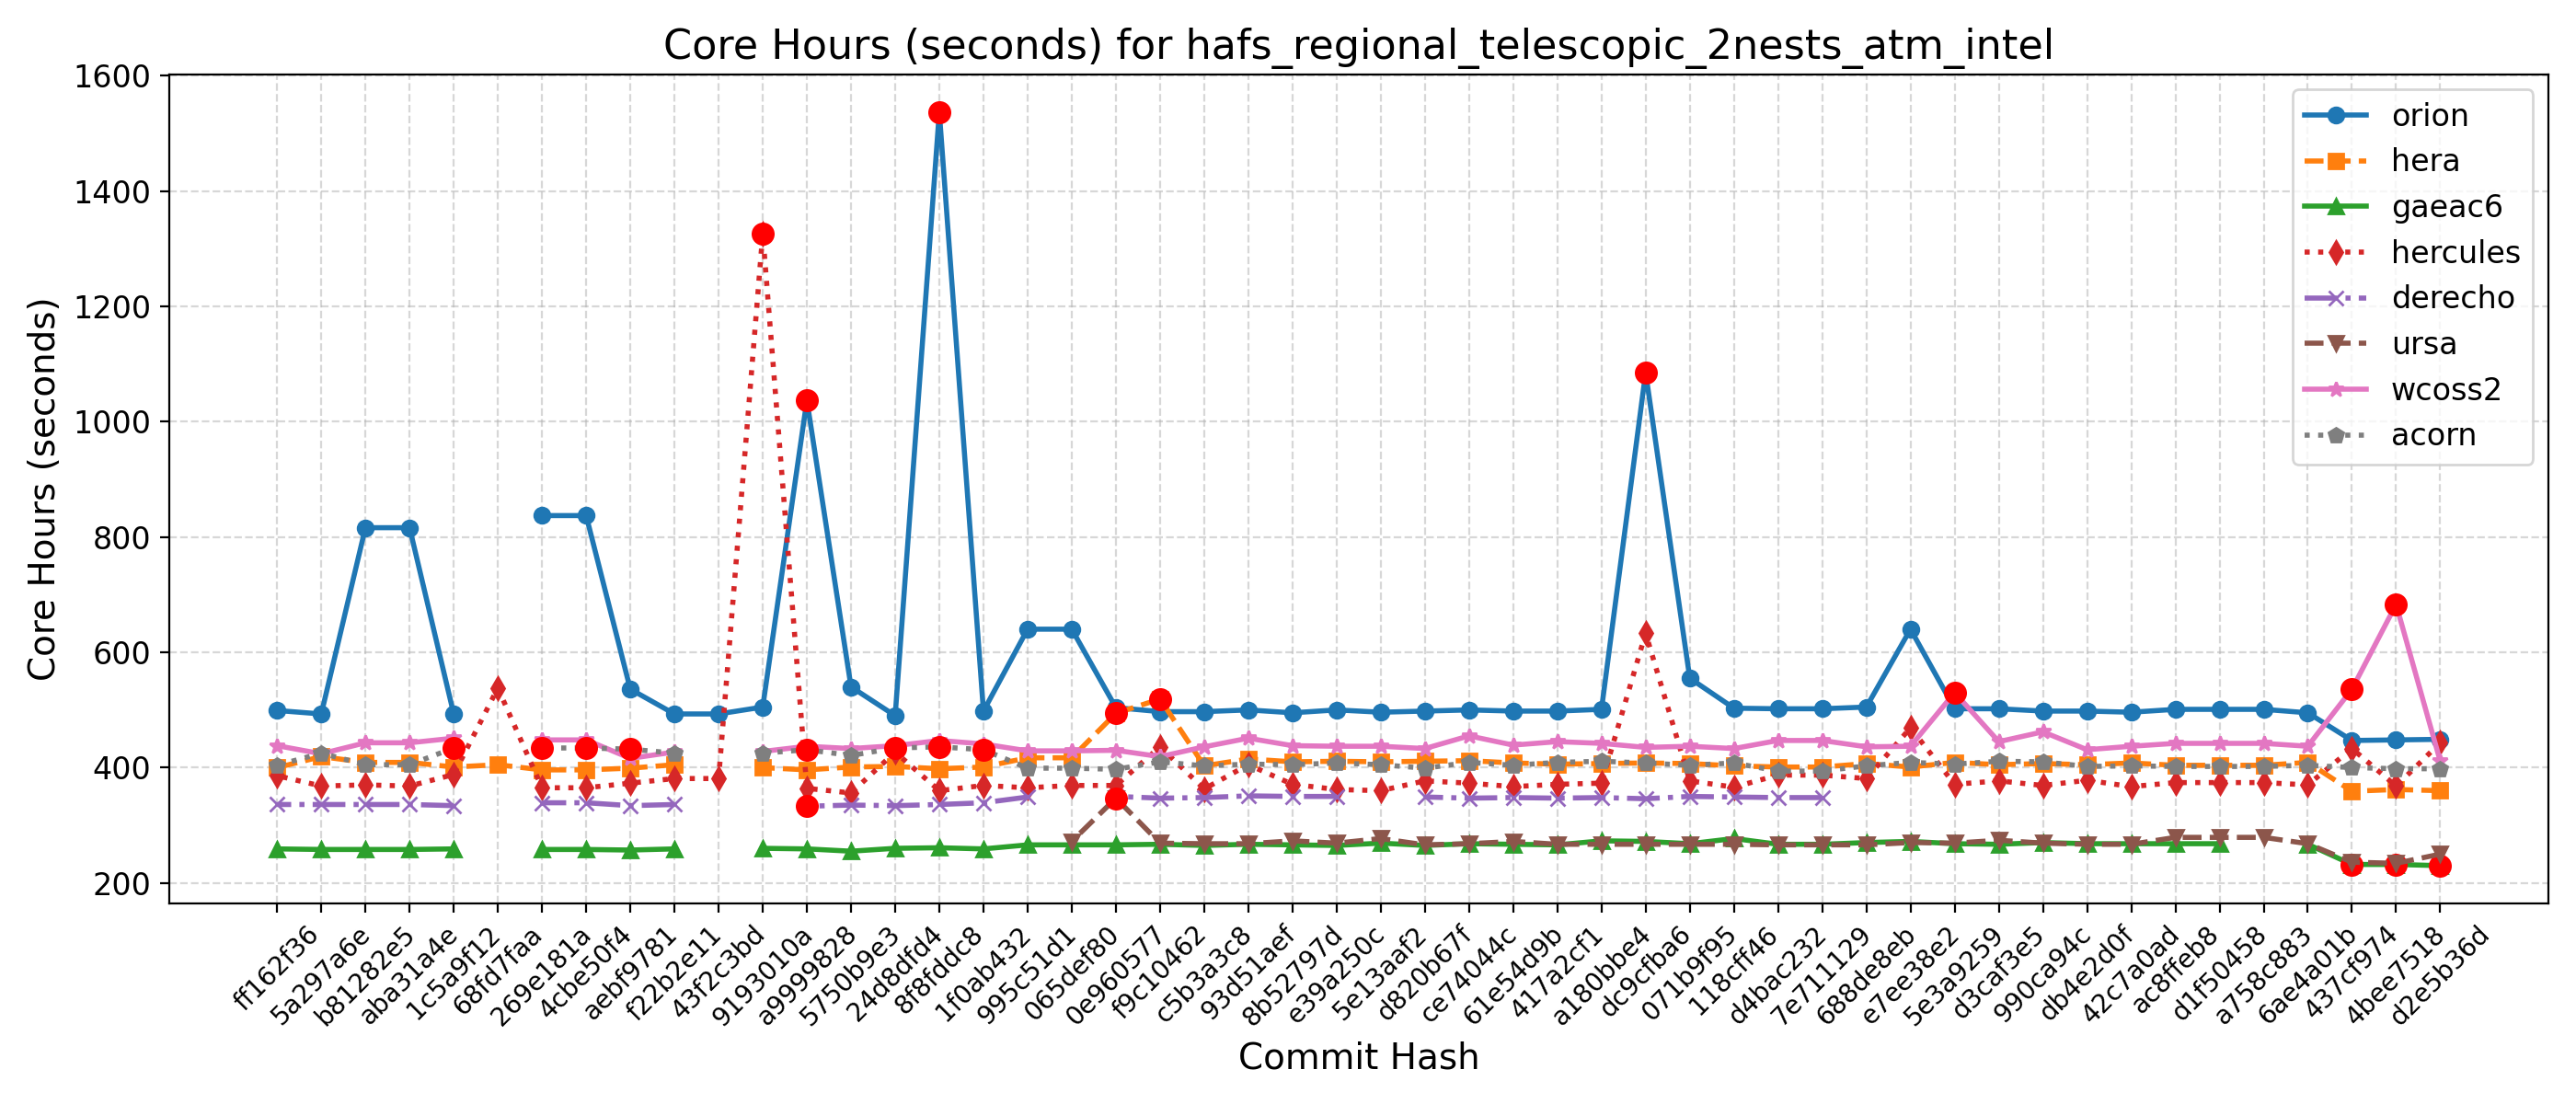 Core Hours (seconds) for hafs_regional_telescopic_2nests_atm_intel
Core Hours (seconds)
1600
1400
1200
1000
800
600
400
200
orion
hera
gaeac6
hercules
derecho
ursa
wcoss2
acorn
ff162f36
5a297a6e
b81282e5
aba31a4e
1c5a9f12
68fd7faa
269e181a
4cbe50f4
aebf9781
f22b2e11
43f2c3bd
9193010a
a9999828
5750b9e3
24d8dfd4
8f8fddc8
1f0ab432
995c51d1
065def80
0e960577
f9c10462
c5b3a3c8
93d51aef
8b52797d
e39a250c
5e13aaf2
d820b67f
ce74044c
61e54d9b
417a2cf1
a180bbe4
dc9cfba6
071b9f95
118cff46
d4bac232
7e711129
688de8eb
e7ee38e2
5e3a9259
d3caf3e5
990ca94c
db4e2d0f
42c7a0ad
ac8ffeb8
d1f50458
a758c883
6ae4a01b
437cf974
4bee7518
d2e5b36d
Commit Hash